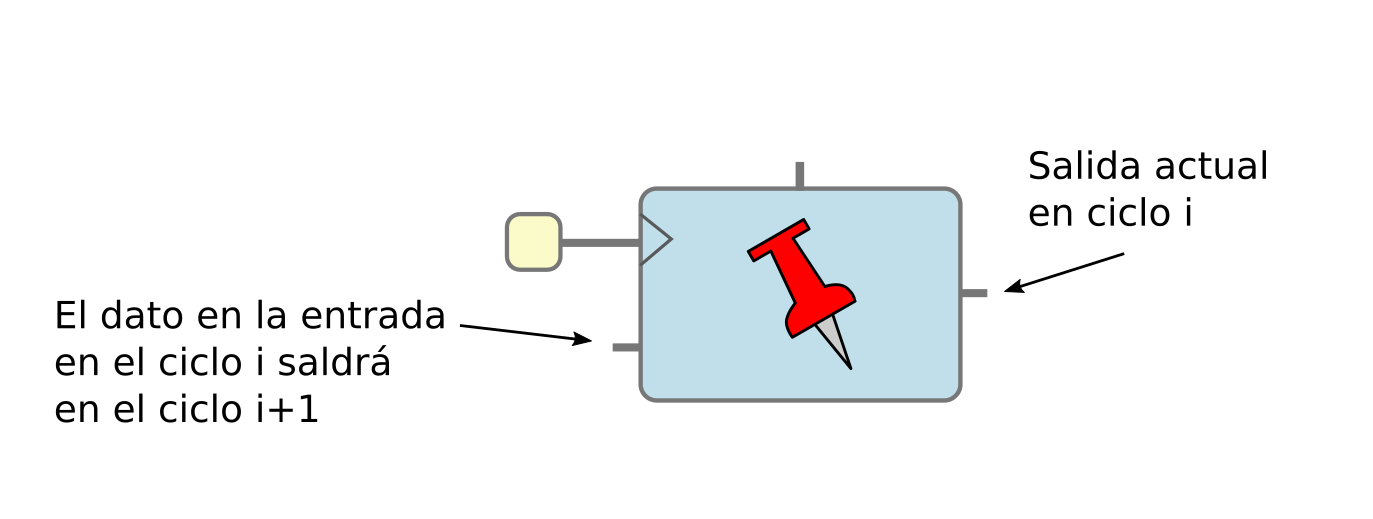 Salida actual
en ciclo i
El dato en la entrada
en el ciclo i saldrá
en el ciclo i+1